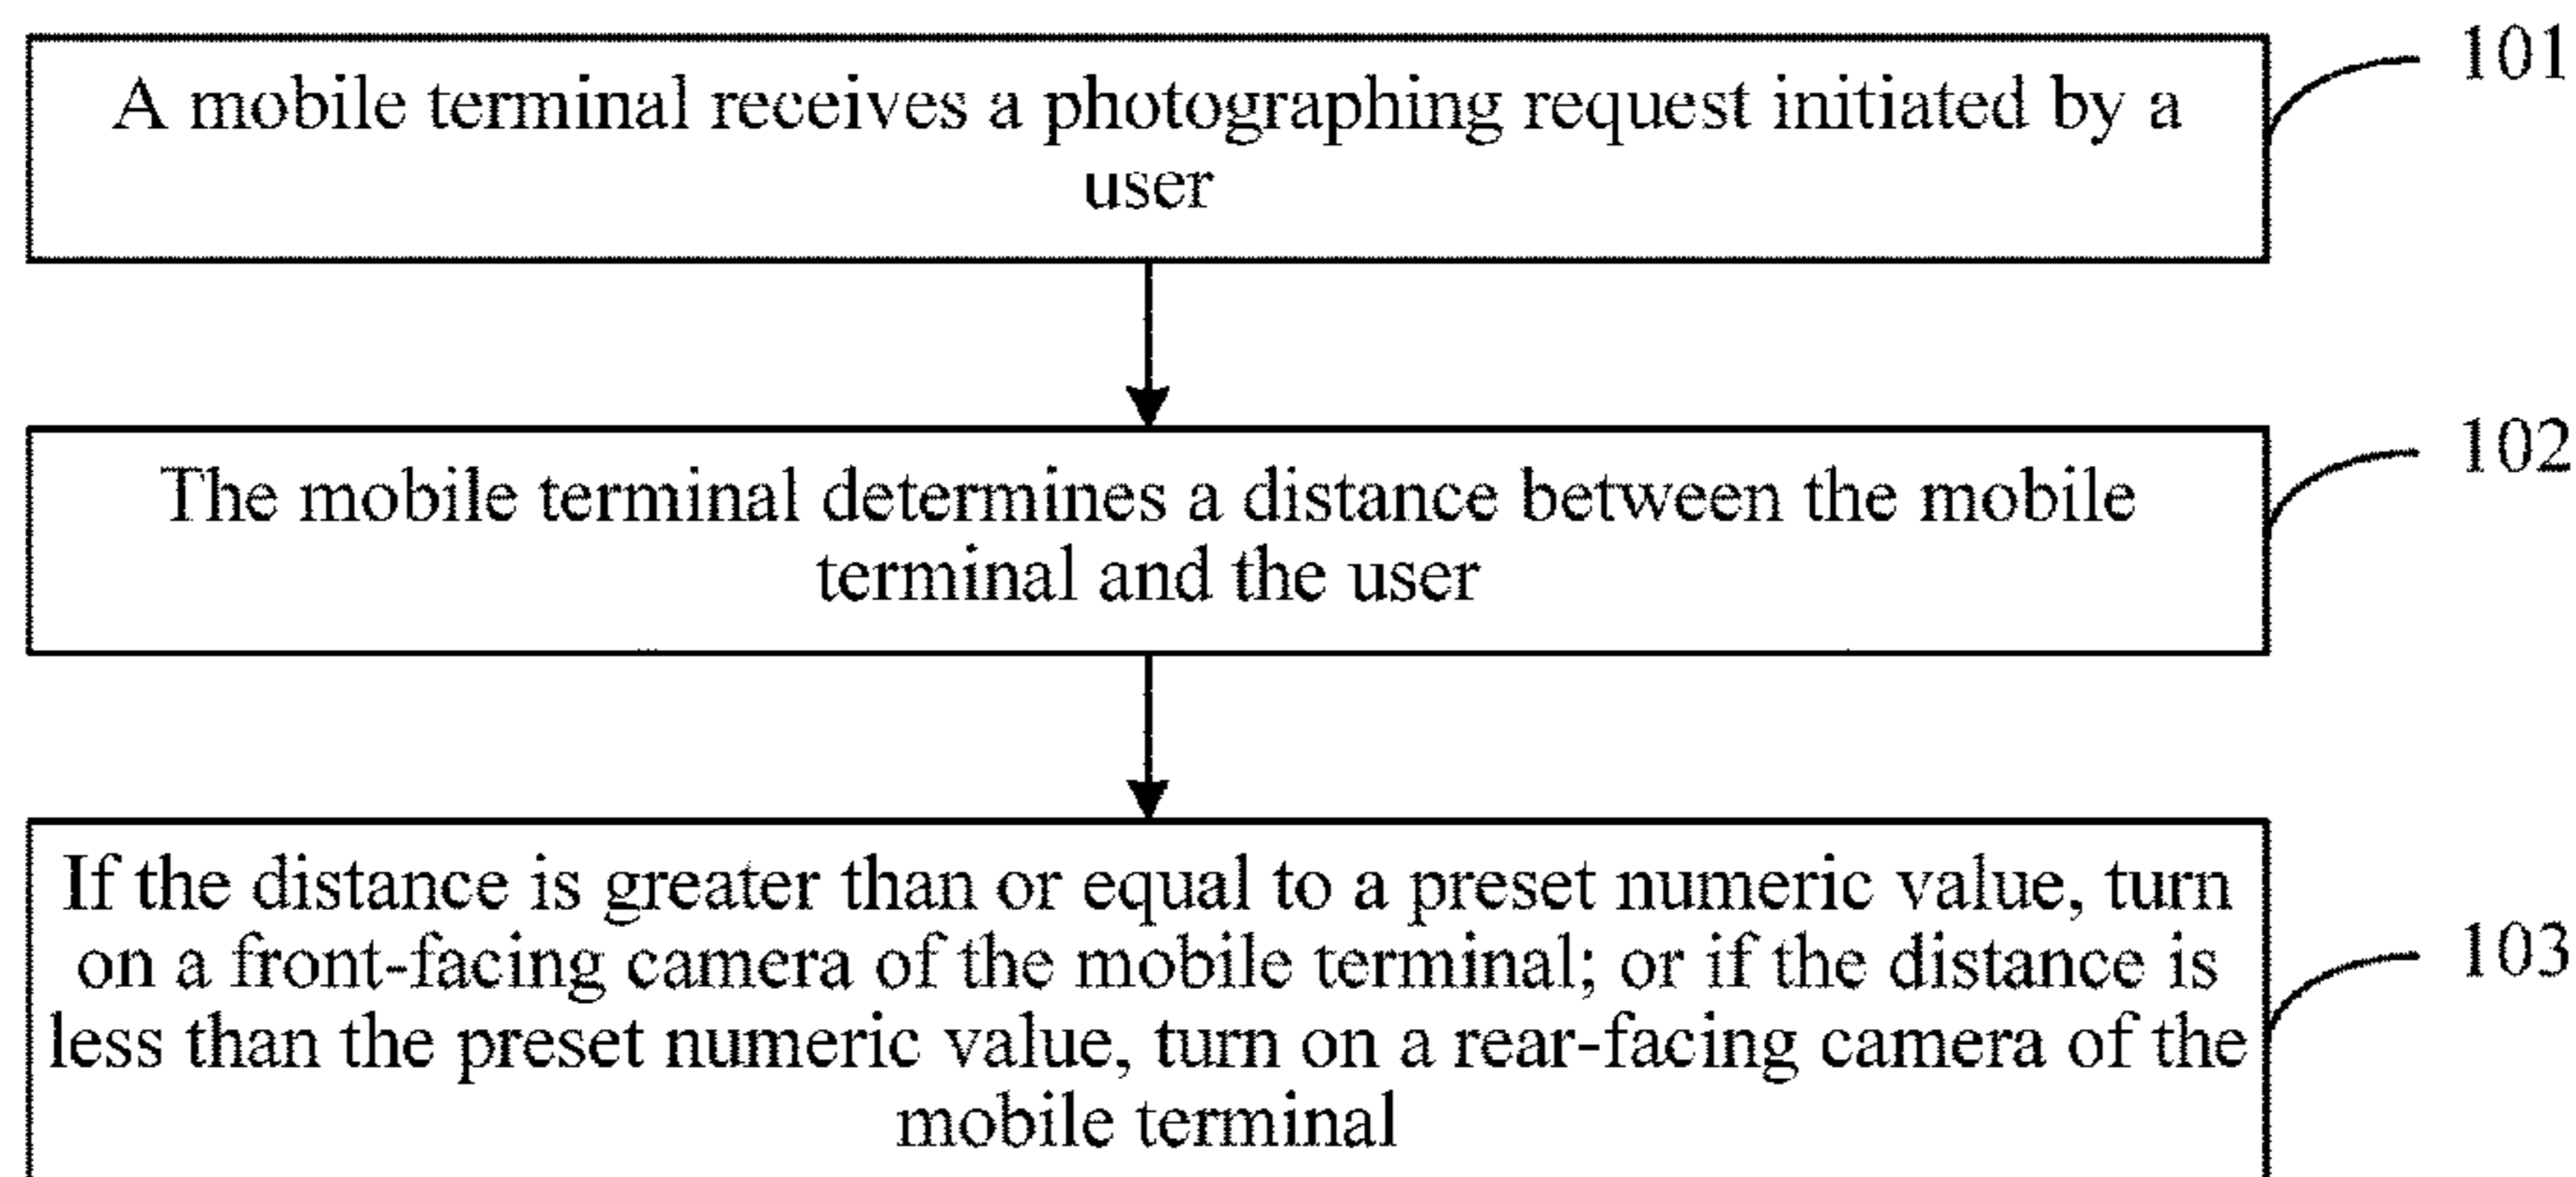 A mobile terminal receives a photographing request initiated by a
user
101
The mobile terminal determines a distance between the mobile
terminal and the user
102
If the distance is greater than or equal to a preset numeric value, turn
on a front-facing camera of the mobile terminal; or if the distance is
less than the preset numeric value, turn on a rear-facing camera of the
mobile terminal
103